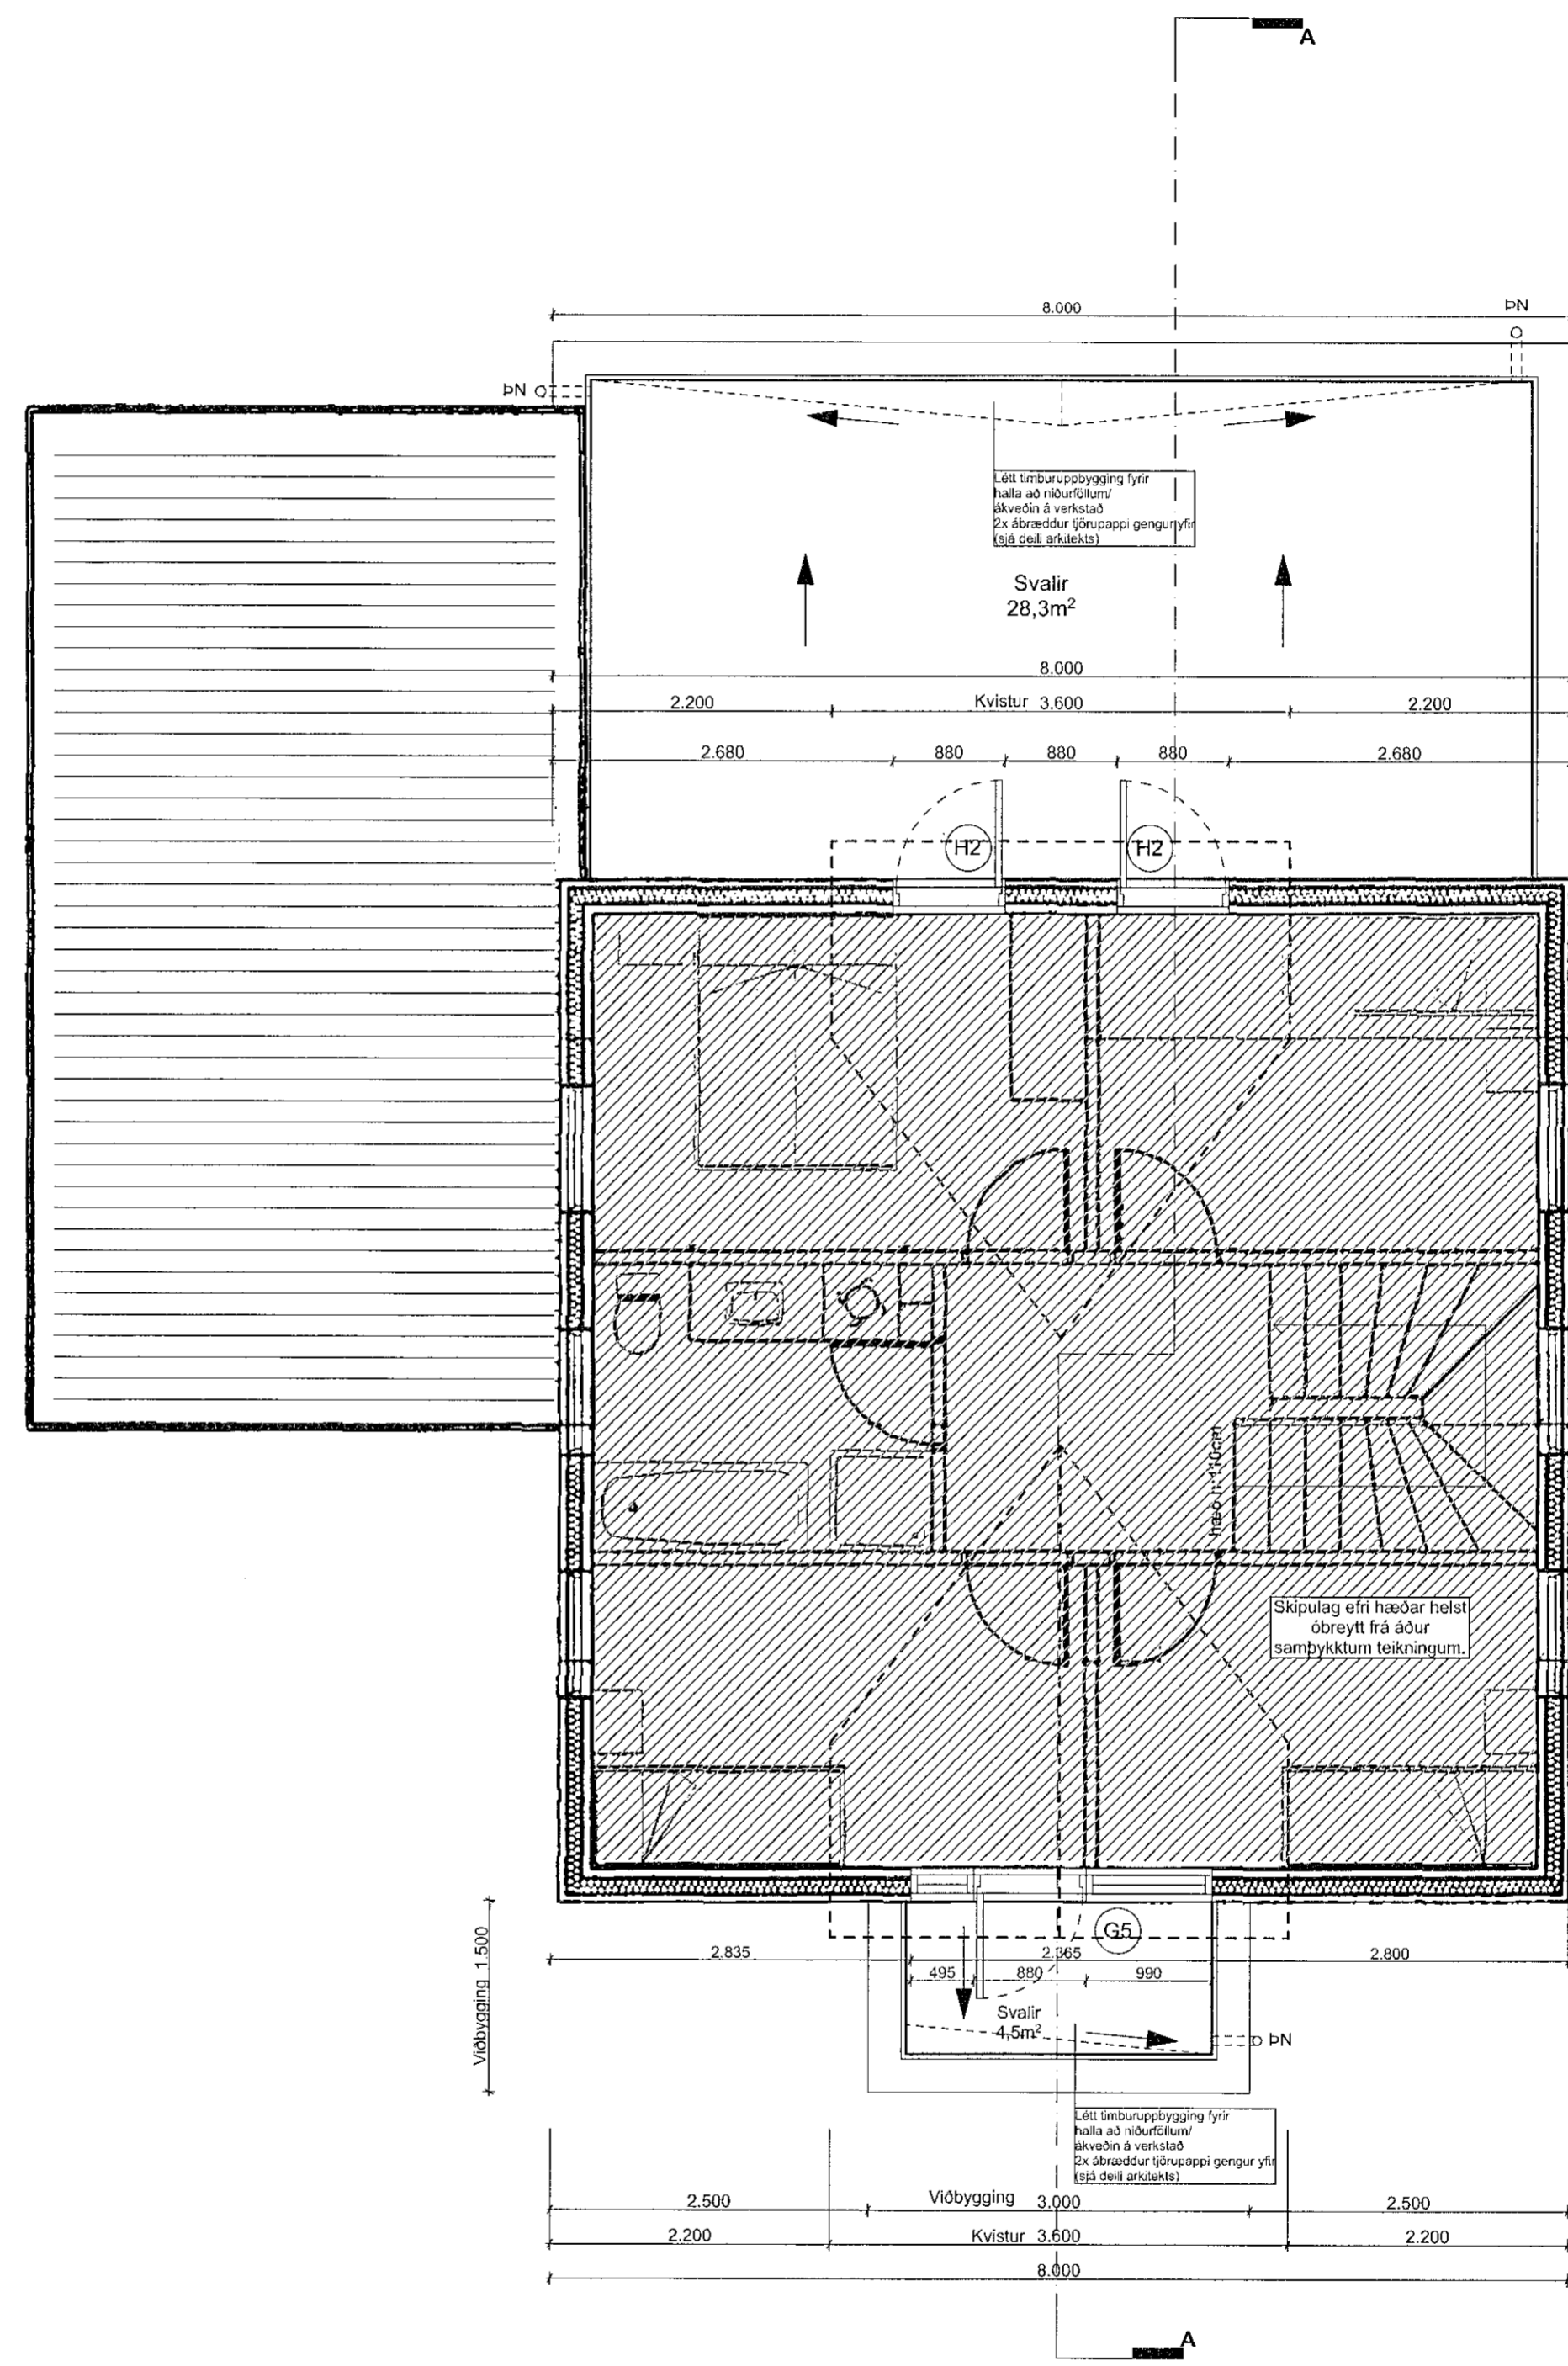 A
8.000
ÞN
ÞN
Létt timburuppbygging fyrir
halla að niðurföllum/
ákveðin á verkstað
2x ábræddur tjörupappi gengur yfir
(sjá deili arkitekts)
Svalir
28,3m²
8.000
2.200
Kvistur 3.600
2.200
2.680
880
880
880
2.680
H2
H2
hæð h:110cm
Skipulag efri hæðar helst
óbreytt frá áður
samþykktum teikningum.
G5
2.835
2.365
2.800
495
880
990
Viðbygging 1.500
Svalir
4,5m²
ÞN
Létt timburuppbygging fyrir
halla að niðurföllum/
ákveðin á verkstað
2x ábræddur tjörupappi gengur yfir
(sjá deili arkitekts)
2.500
Viðbygging 3.000
2.500
2.200
Kvistur 3.600
2.200
8.000
A